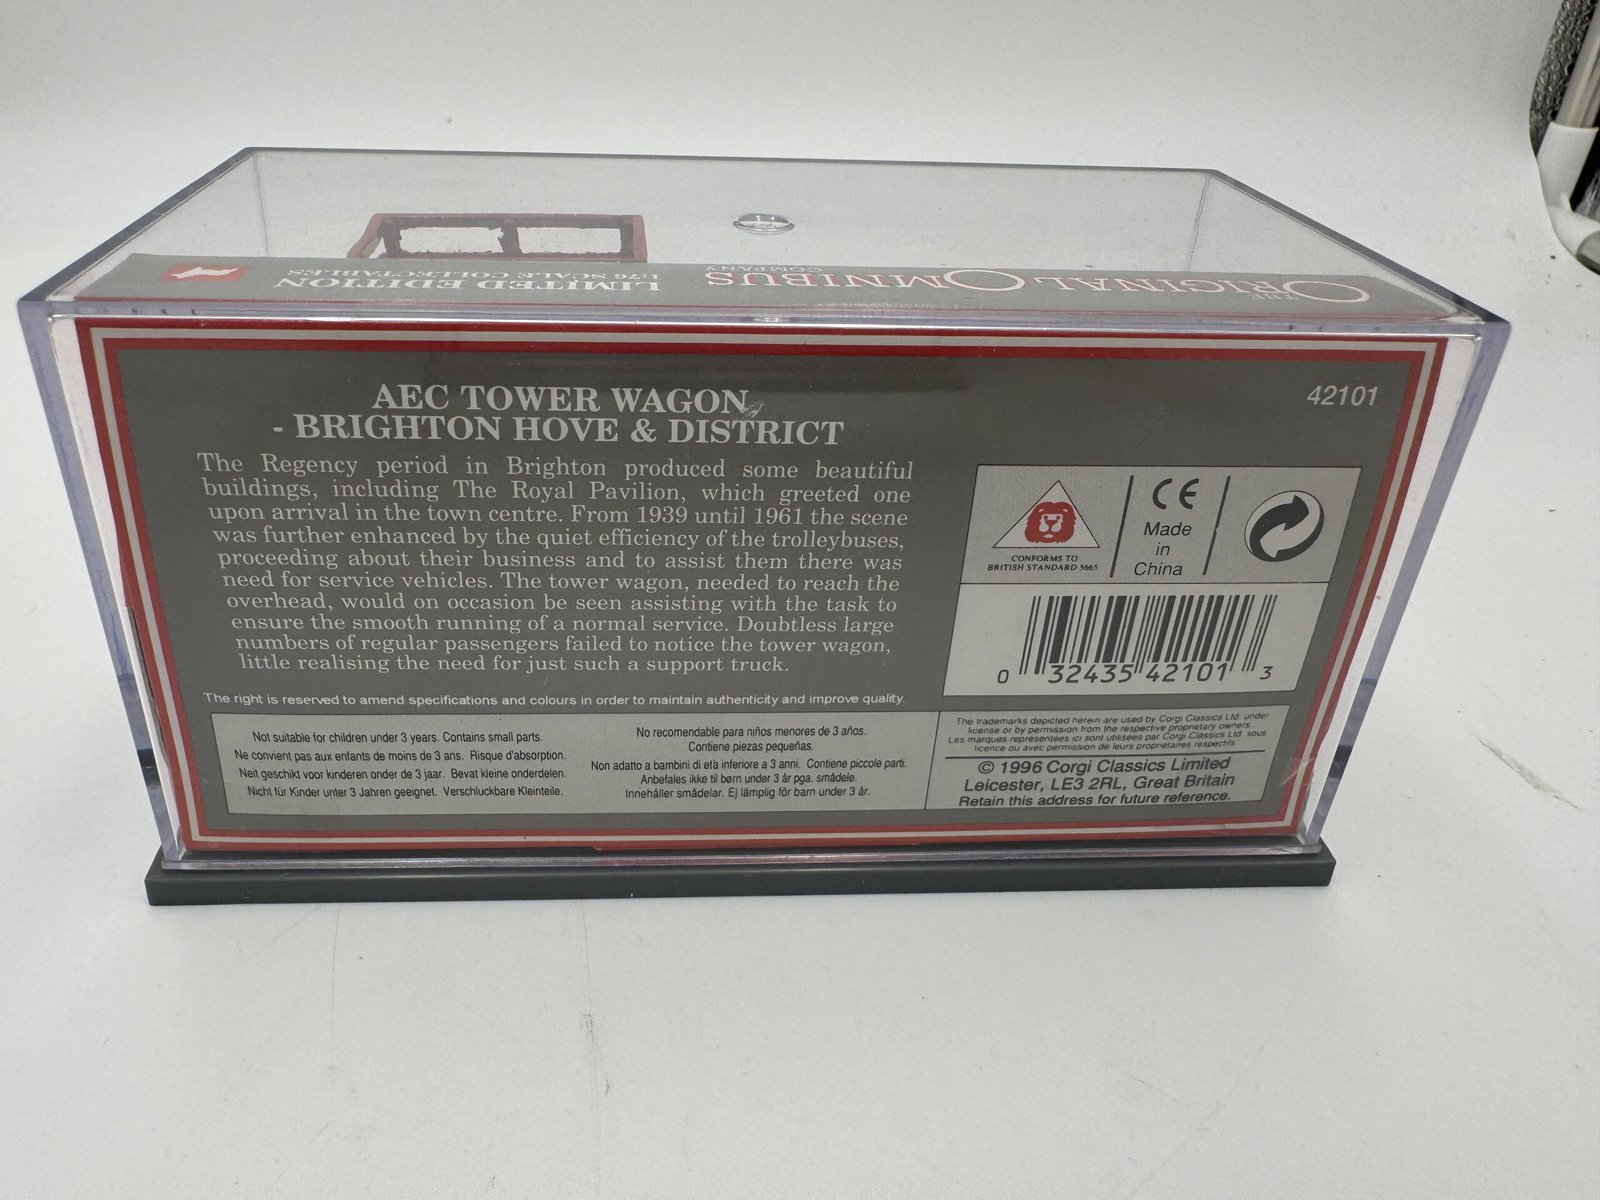 THE
ORIGINAL OMNIBUS
COMPANY
LIMITED EDITION
1:76 SCALE COLLECTABLES
AEC TOWER WAGON
- BRIGHTON HOVE & DISTRICT
42101
The Regency period in Brighton produced some beautiful
buildings, including The Royal Pavilion, which greeted one
upon arrival in the town centre. From 1939 until 1961 the scene
was further enhanced by the quiet efficiency of the trolleybuses,
proceeding about their business and to assist them there was
need for service vehicles. The tower wagon, needed to reach the
overhead, would on occasion be seen assisting with the task to
ensure the smooth running of a normal service. Doubtless large
numbers of regular passengers failed to notice the tower wagon,
little realising the need for just such a support truck.
The right is reserved to amend specifications and colours in order to maintain authenticity and improve quality.
Not suitable for children under 3 years. Contains small parts.
Ne convient pas aux enfants de moins de 3 ans. Risque d'absorption.
Neit geschikt voor kinderen onder de 3 jaar. Bevat kleine onderdelen.
Nicht für Kinder unter 3 Jahren geeignet. Verschluckbare Kleinteile.
No recomendable para niños menores de 3 años.
Contiene piezas pequeñas.
Non adatto a bambini di età inferiore a 3 anni. Contiene piccole parti.
Anbefales ikke til børn under 3 år pga. smådele.
Innehåller smådelar. Ej lämplig för barn under 3 år.
CONFORMS TO
BRITISH STANDARD 5665
CE
Made
in
China
0 32435 42101 3
The trademarks depicted herein are used by Corgi Classics Ltd. under
license or by permission from the respective proprietary owners.
Les marques représentées ici sont utilisées par Corgi Classics Ltd. sous
licence ou avec permission de leurs proprietaires respectifs
© 1996 Corgi Classics Limited
Leicester, LE3 2RL, Great Britain
Retain this address for future reference.